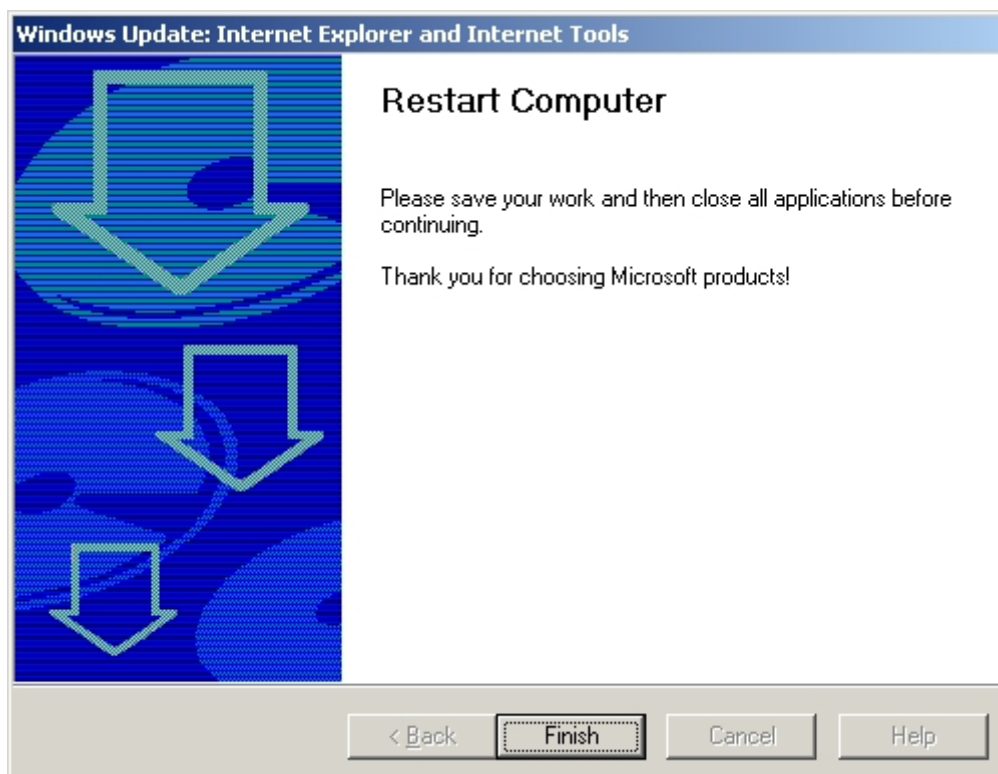 Windows Update: Internet Explorer and Internet Tools
Restart Computer
Please save your work and then close all applications before
continuing.
Thank you for choosing Microsoft products!
< Back
Finish
Cancel
Help